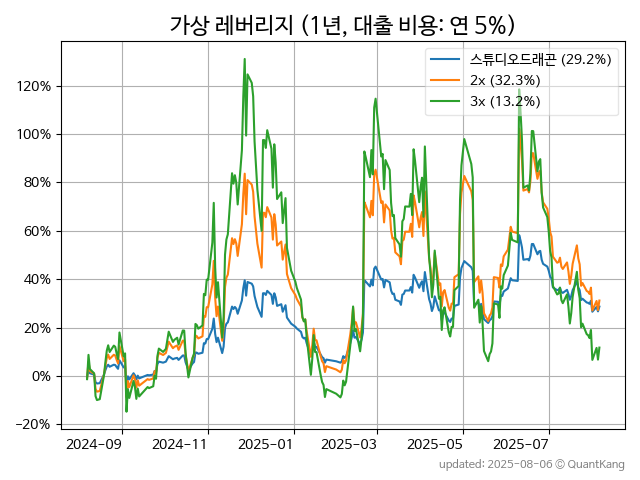 가상 레버리지 (1년, 대출 비용: 연 5%)
스튜디오드래곤 (29.2%)
2x (32.3%)
3x (13.2%)
120%
100%
80%
60%
40%
20%
0%
−20%
2024-09
2024-11
2025-01
2025-03
2025-05
2025-07
updated: 2025-08-06 © QuantKang